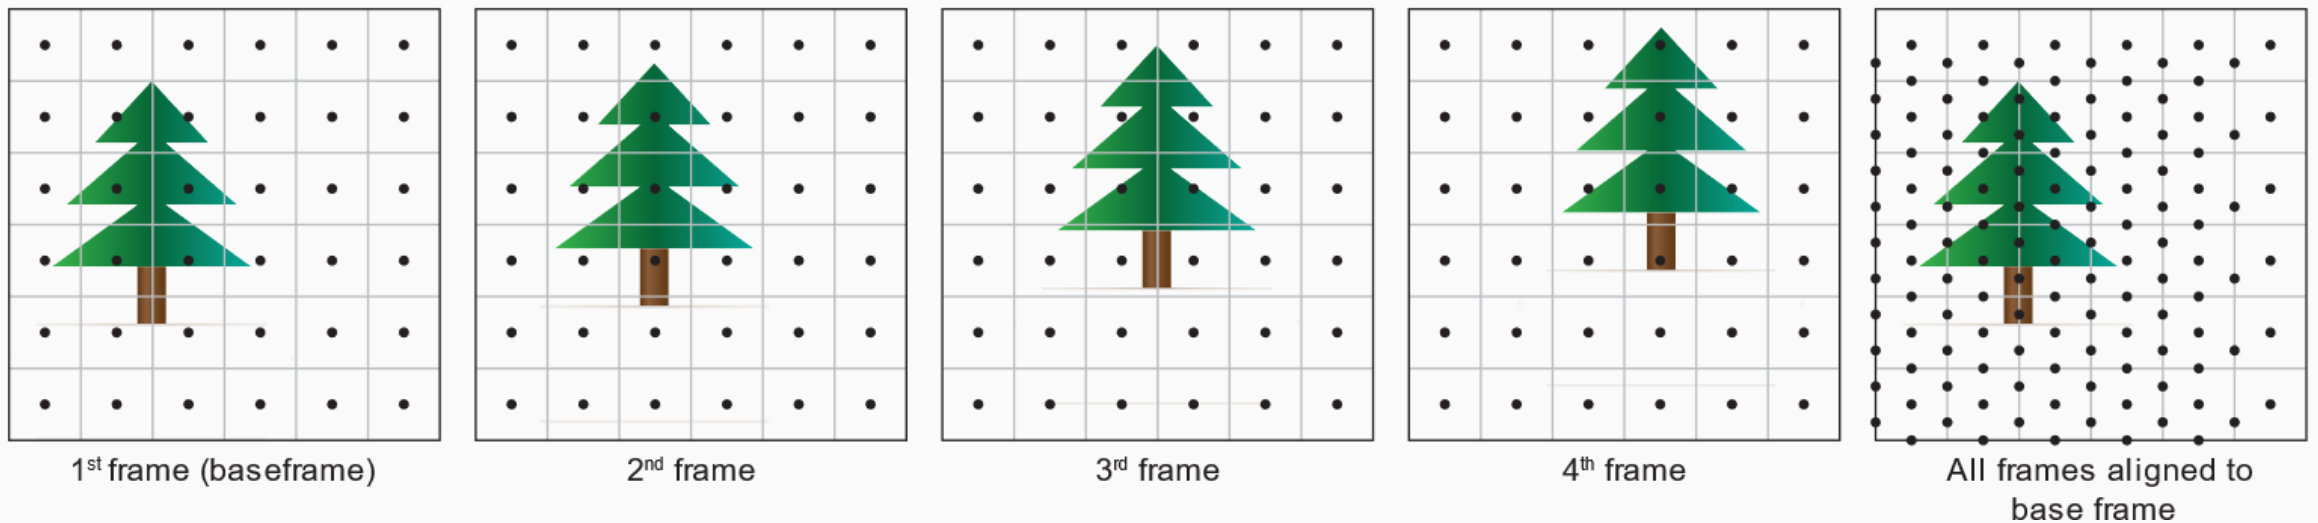 1st frame (baseframe)
2nd frame
3rd frame
4th frame
All frames aligned to
base frame